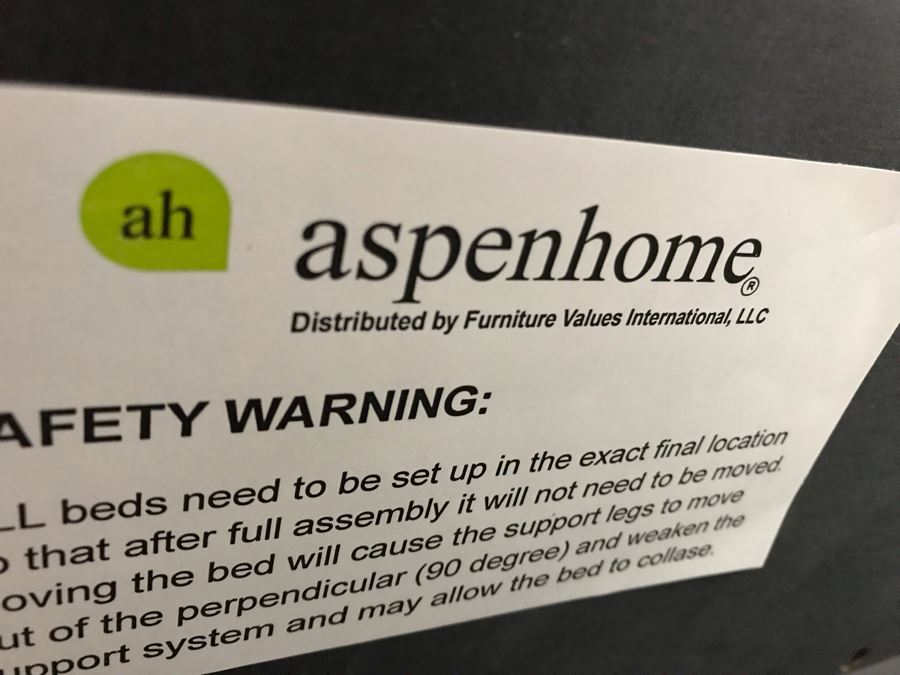 ah
aspenhome®
Distributed by Furniture Values International, LLC
AFETY WARNING:
LL beds need to be set up in the exact final location
o that after full assembly it will not need to be moved.
oving the bed will cause the support legs to move
ut of the perpendicular (90 degree) and weaken the
upport system and may allow the bed to collase.